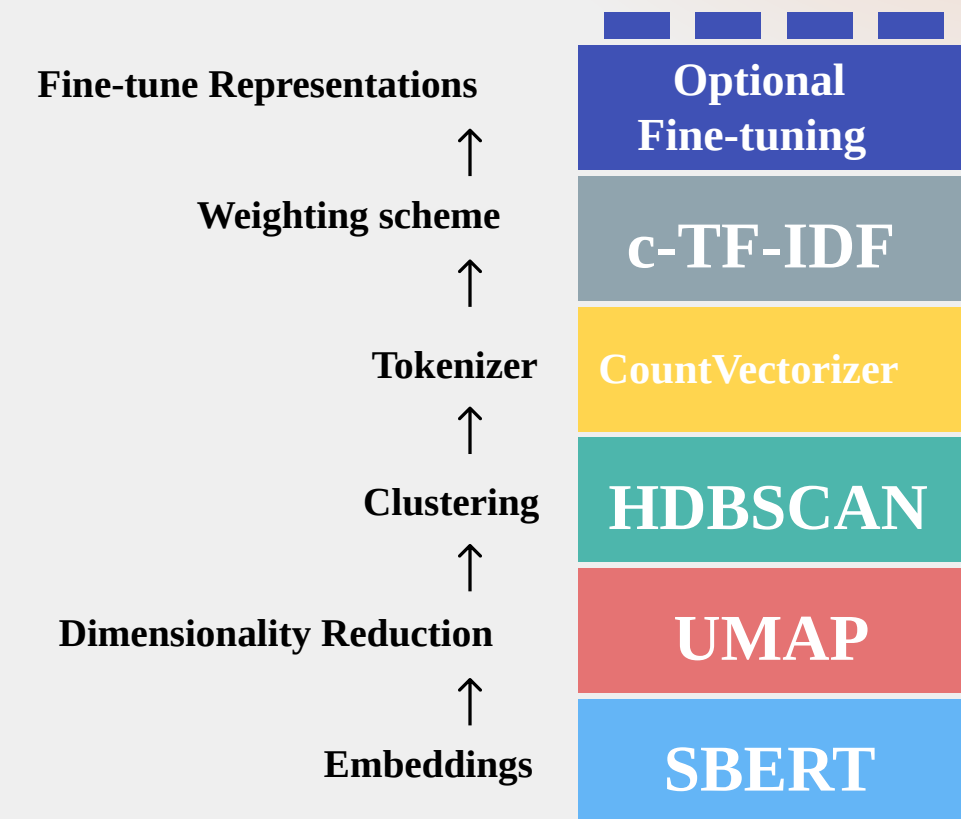 Fine-tune Representations
Optional
Fine-tuning
Weighting scheme
c-TF-IDF
Tokenizer
CountVectorizer
Clustering
HDBSCAN
Dimensionality Reduction
UMAP
Embeddings
SBERT